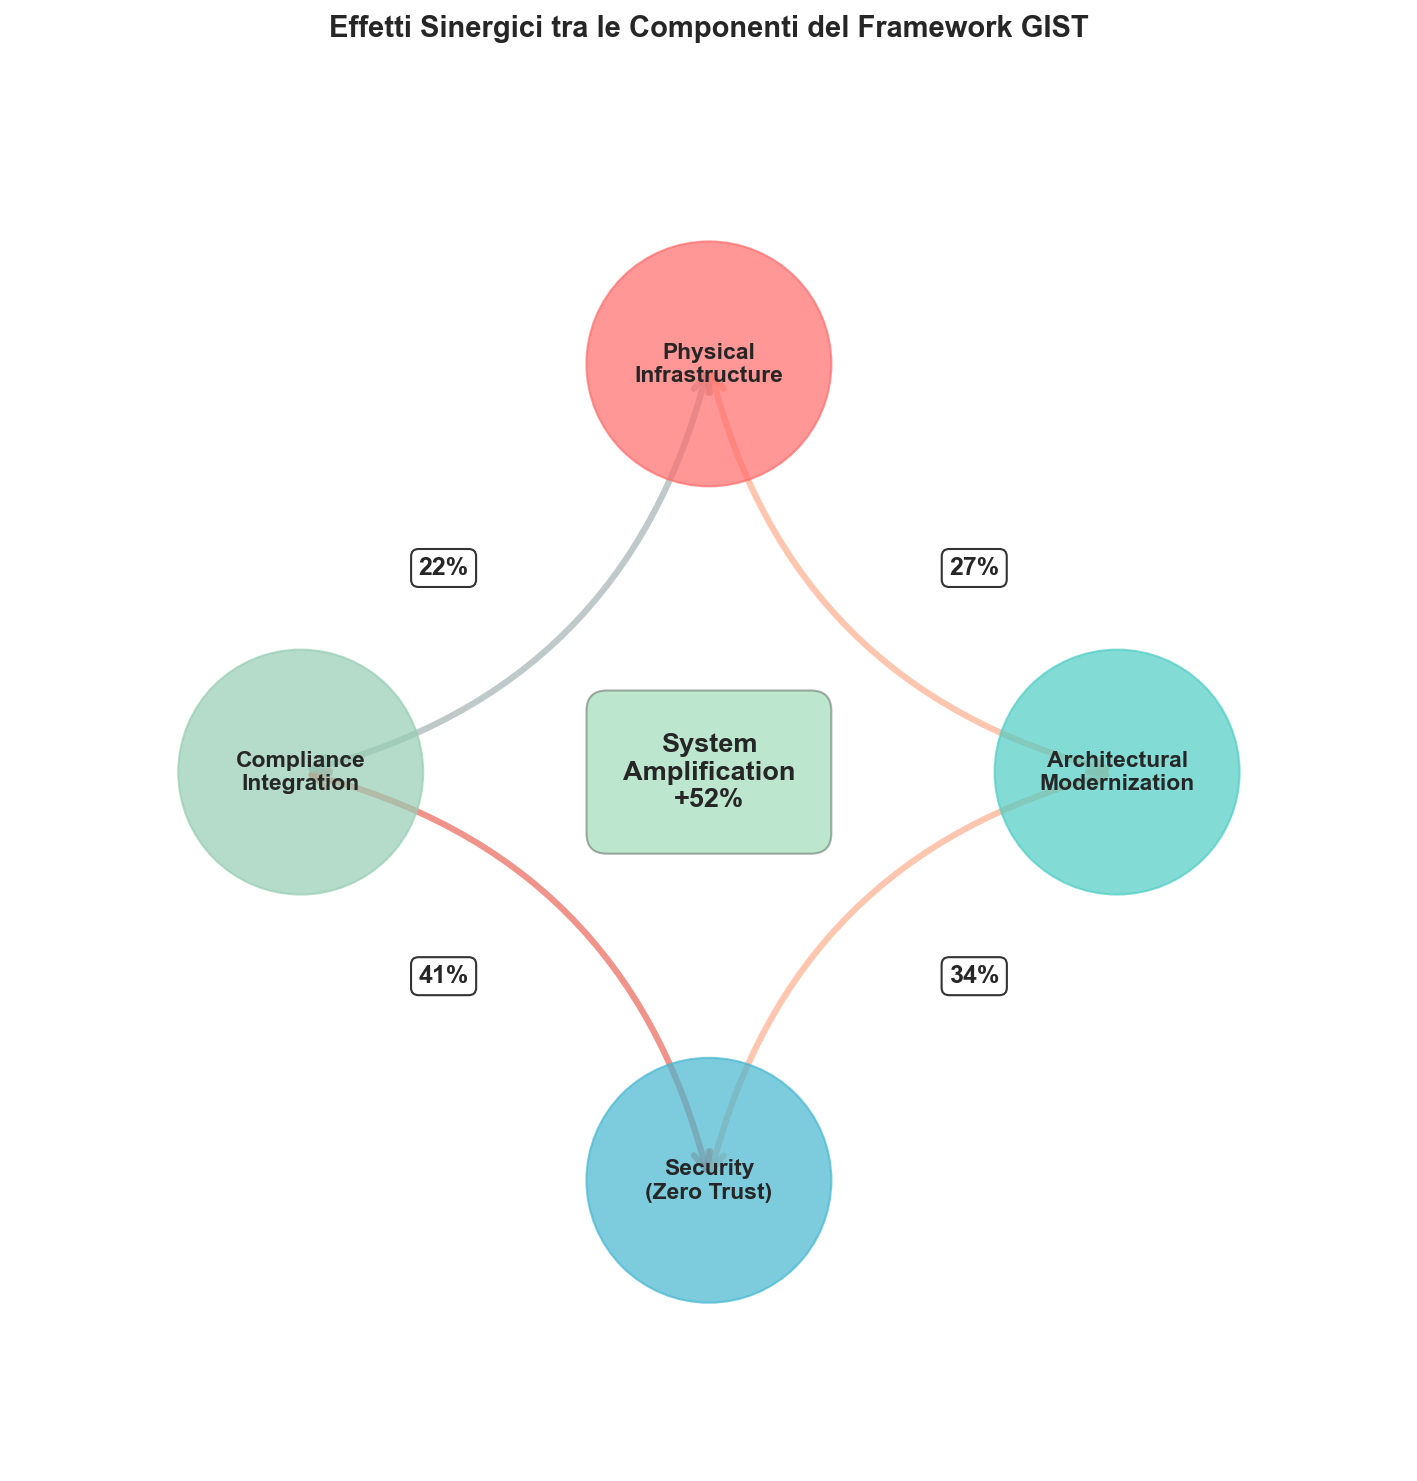 Effetti Sinergici tra le Componenti del Framework GIST
Physical
Infrastructure
22%
27%
Compliance
Integration
System
Amplification
+52%
Architectural
Modernization
41%
34%
Security
(Zero Trust)